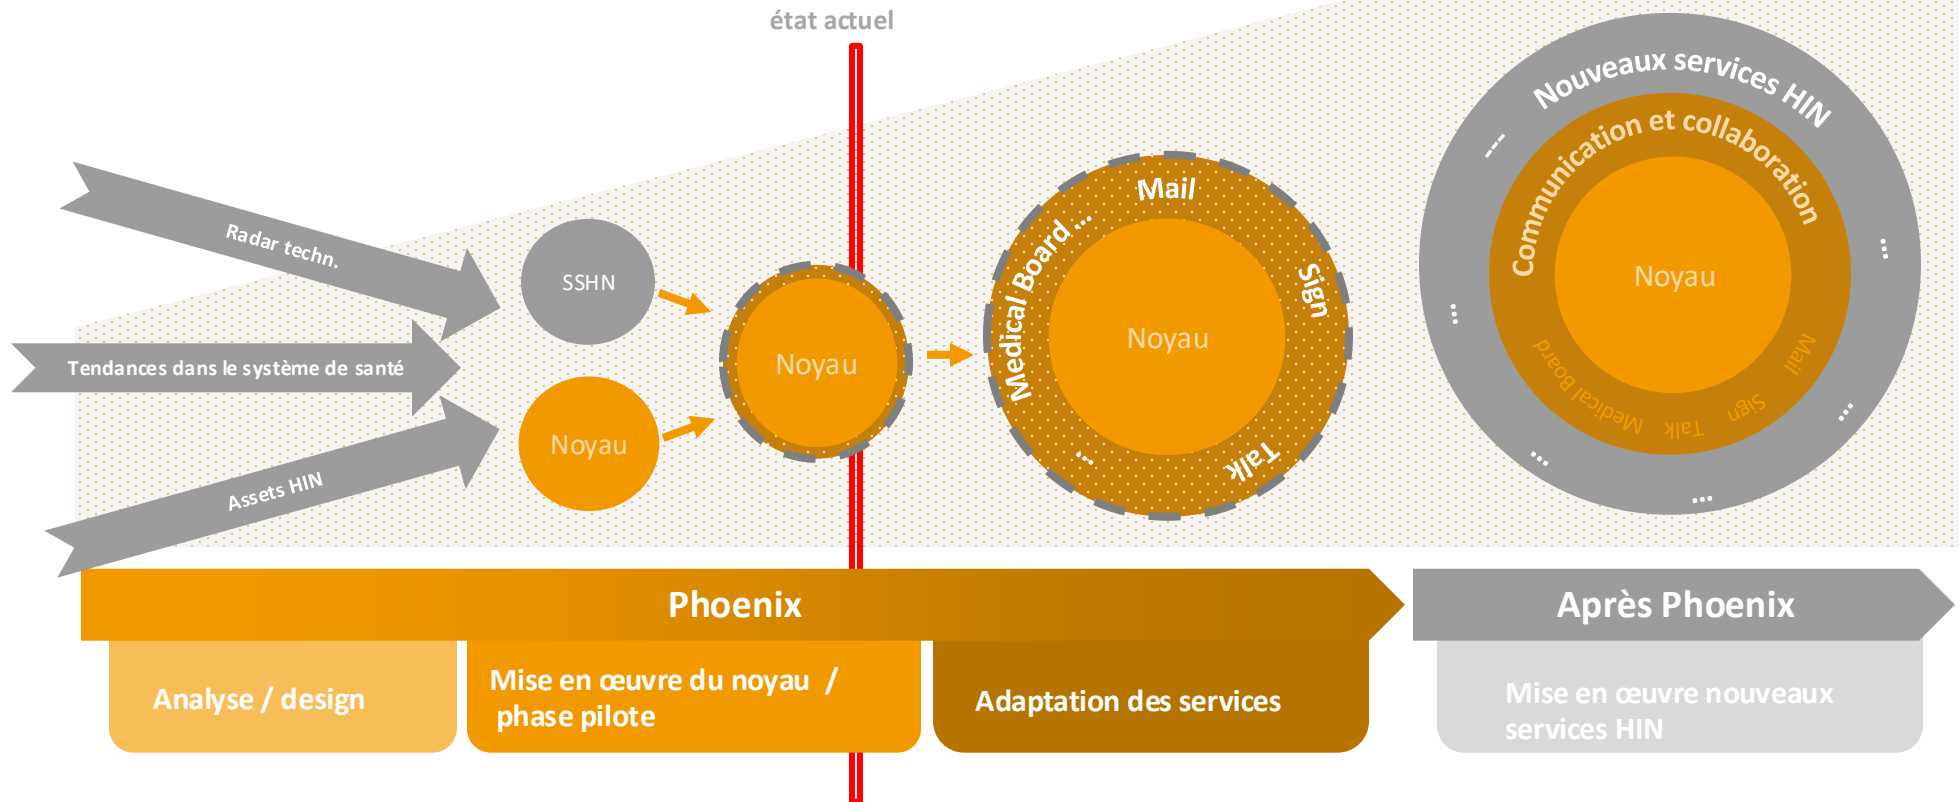 état actuel
Radar techn.
Tendances dans le système de santé
Assets HIN
SSHN
Noyau
Noyau
Mail
Sign
Talk
...
Medical Board ...
Noyau
Nouveaux services HIN
...
...
...
...
...
...
Communication et collaboration
Noyau
Mail
Sign
Talk
Medical Board
Phoenix
Après Phoenix
Analyse / design
Mise en œuvre du noyau /
phase pilote
Adaptation des services
Mise en œuvre nouveaux
services HIN